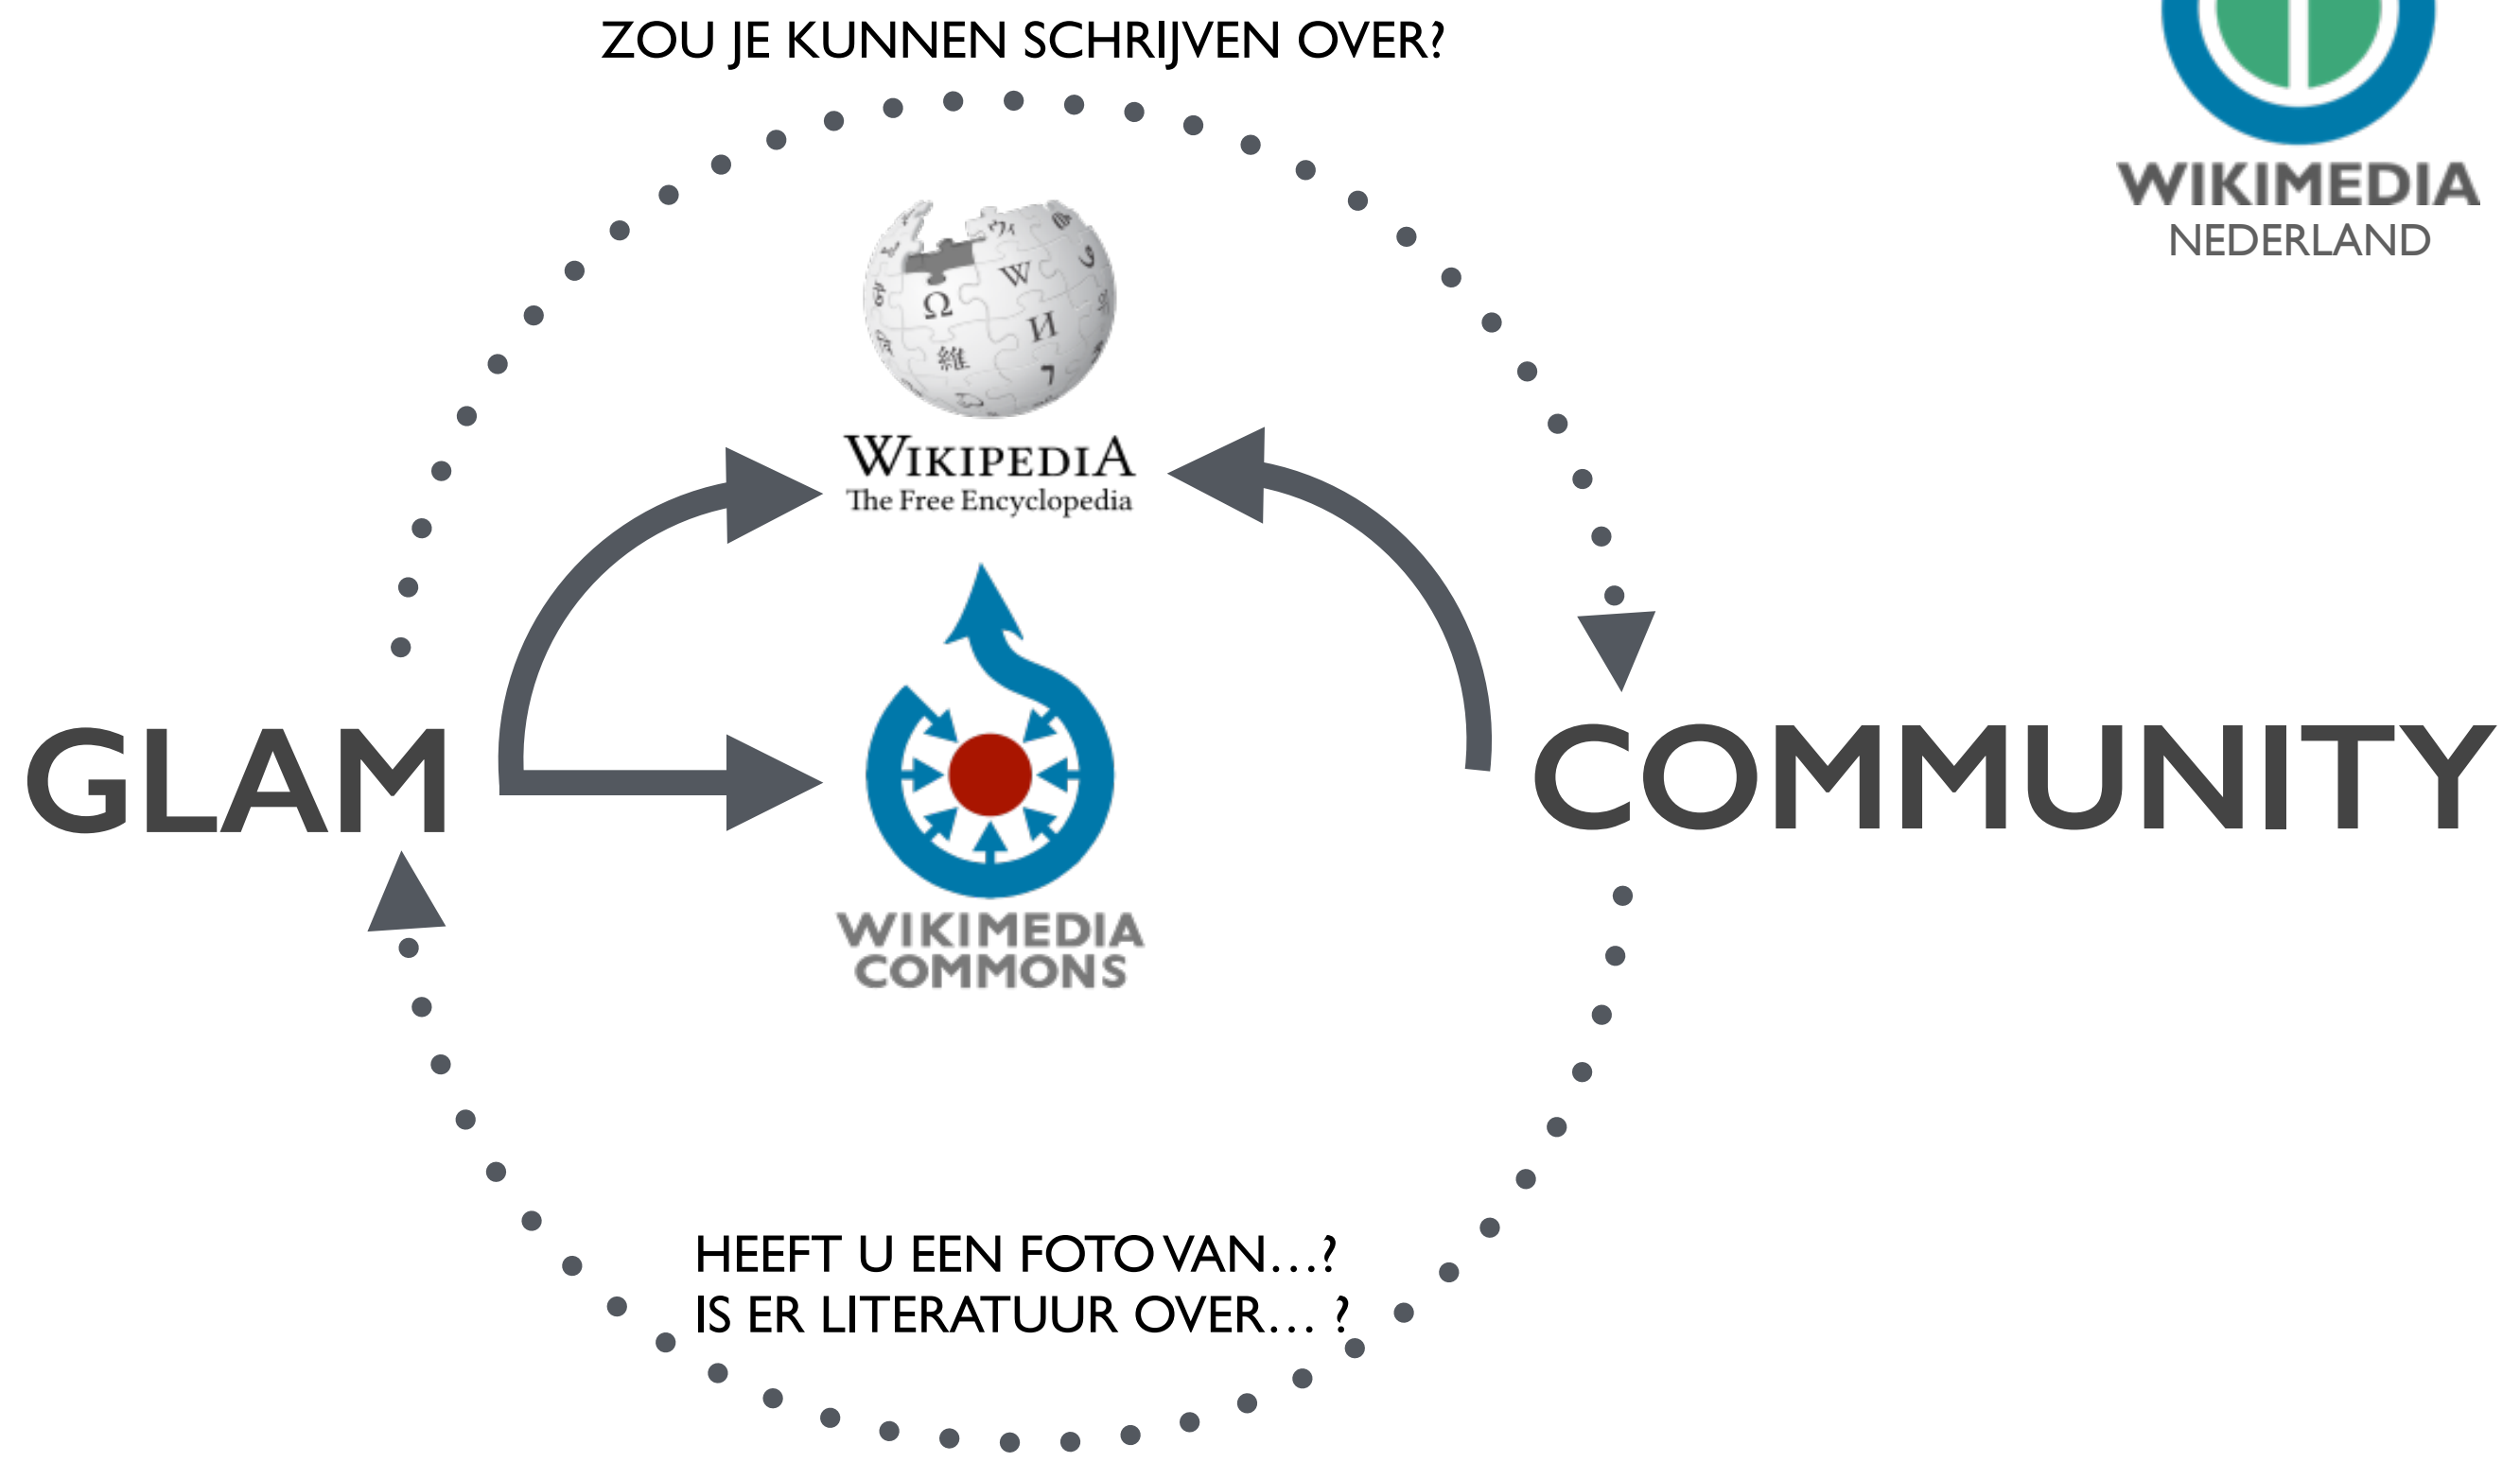 ZOU JE KUNNEN SCHRIJVEN OVER?
WIKIMEDIA
NEDERLAND
Ω
W
И
維
WIKIPEDIA
The Free Encyclopedia
GLAM
COMMUNITY
WIKIMEDIA
COMMONS
HEEFT U EEN FOTO VAN…?
IS ER LITERATUUR OVER… ?